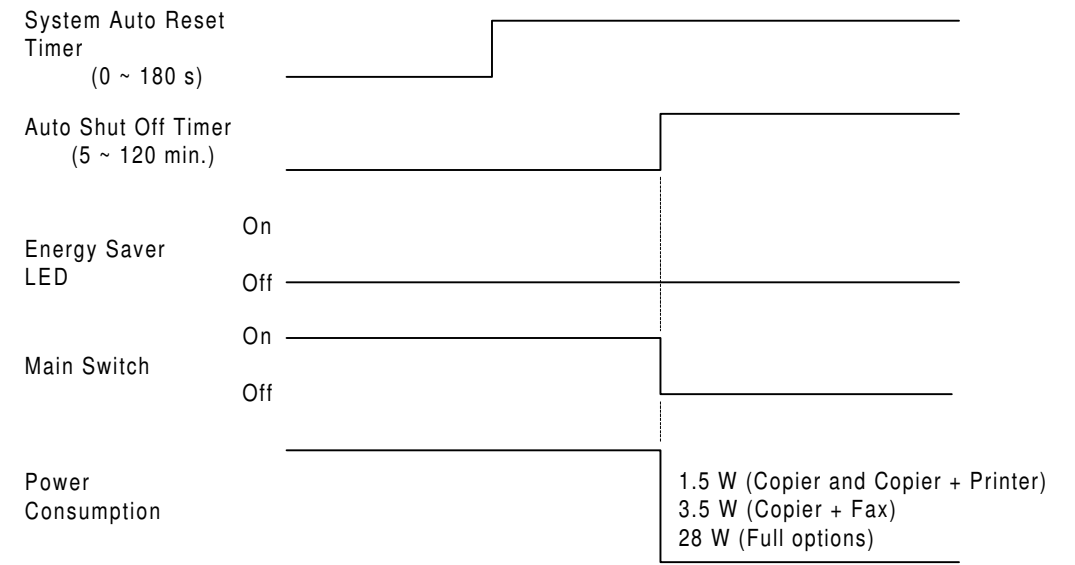 System Auto Reset
Timer
(0 ~ 180 s)
Auto Shut Off Timer
(5 ~ 120 min.)
On
Energy Saver
LED
Off
On
Main Switch
Off
Power
Consumption
1.5 W (Copier and Copier + Printer)
3.5 W (Copier + Fax)
28 W (Full options)